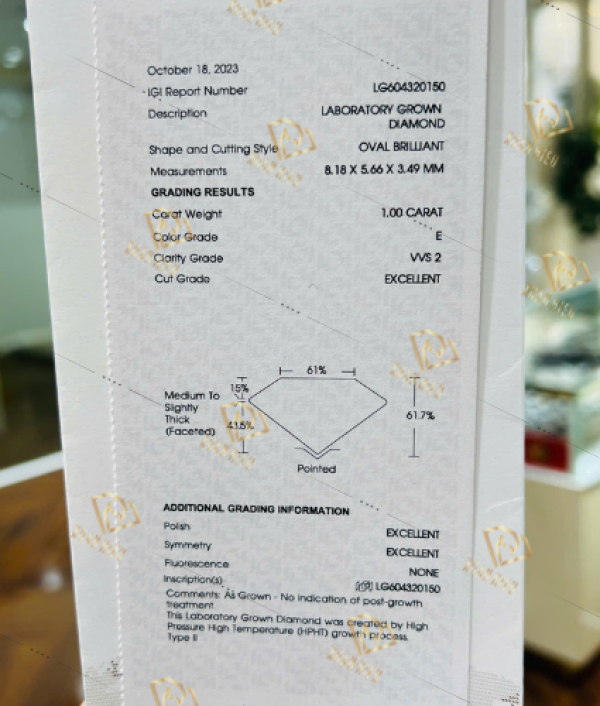 October 18, 2023
IGI Report Number LG604320150
Description LABORATORY GROWN
DIAMOND
Shape and Cutting Style OVAL BRILLIANT
Measurements 8.18 X 5.66 X 3.49 MM
GRADING RESULTS
Carat Weight 1.00 CARAT
Color Grade E
Clarity Grade VVS 2
Cut Grade EXCELLENT
61%
15%
Medium To
Slightly
Thick
(Faceted)
43.5%
61.7%
Pointed
ADDITIONAL GRADING INFORMATION
Polish EXCELLENT
Symmetry EXCELLENT
Fluorescence NONE
Inscription(s) LG604320150
Comments: As Grown - No indication of post-growth
treatment
This Laboratory Grown Diamond was created by High
Pressure High Temperature (HPHT) growth process.
Type II